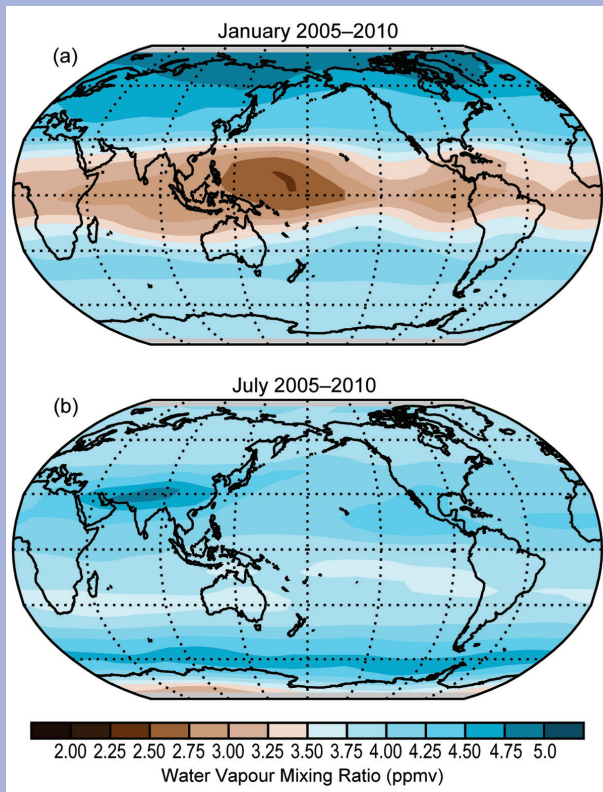 January 2005–2010
(a)
July 2005–2010
(b)
2.00 2.25 2.50 2.75 3.00 3.25 3.50 3.75 4.00 4.25 4.50 4.75 5.0
Water Vapour Mixing Ratio (ppmv)